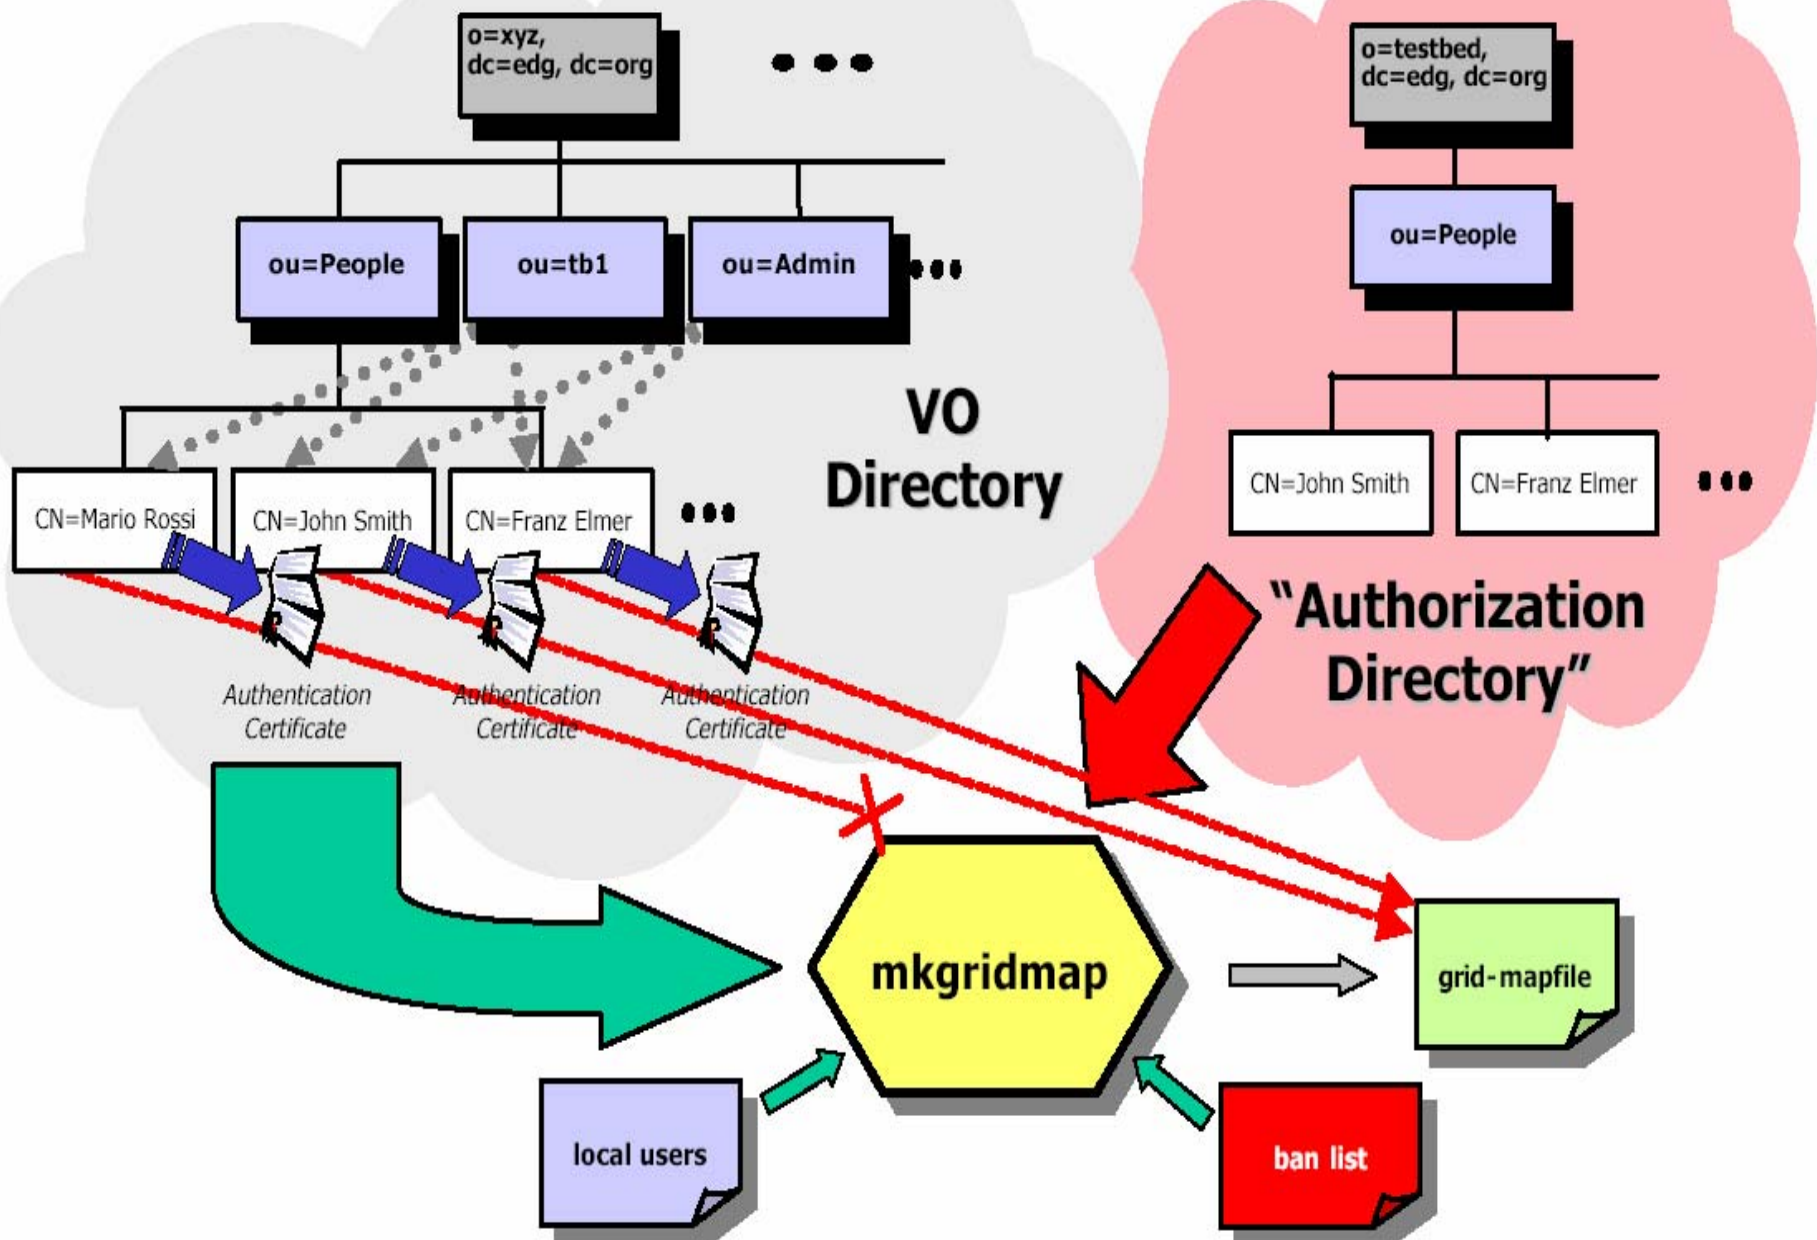 o=xyz,
dc=edg, dc=org
o=testbed,
dc=edg, dc=org
ou=People
ou=tb1
ou=Admin
ou=People
VO
Directory
CN=Mario Rossi
CN=John Smith
CN=Franz Elmer
CN=John Smith
CN=Franz Elmer
"Authorization
Directory"
Authentication
Certificate
Authentication
Certificate
Authentication
Certificate
mkgridmap
grid-mapfile
local users
ban list